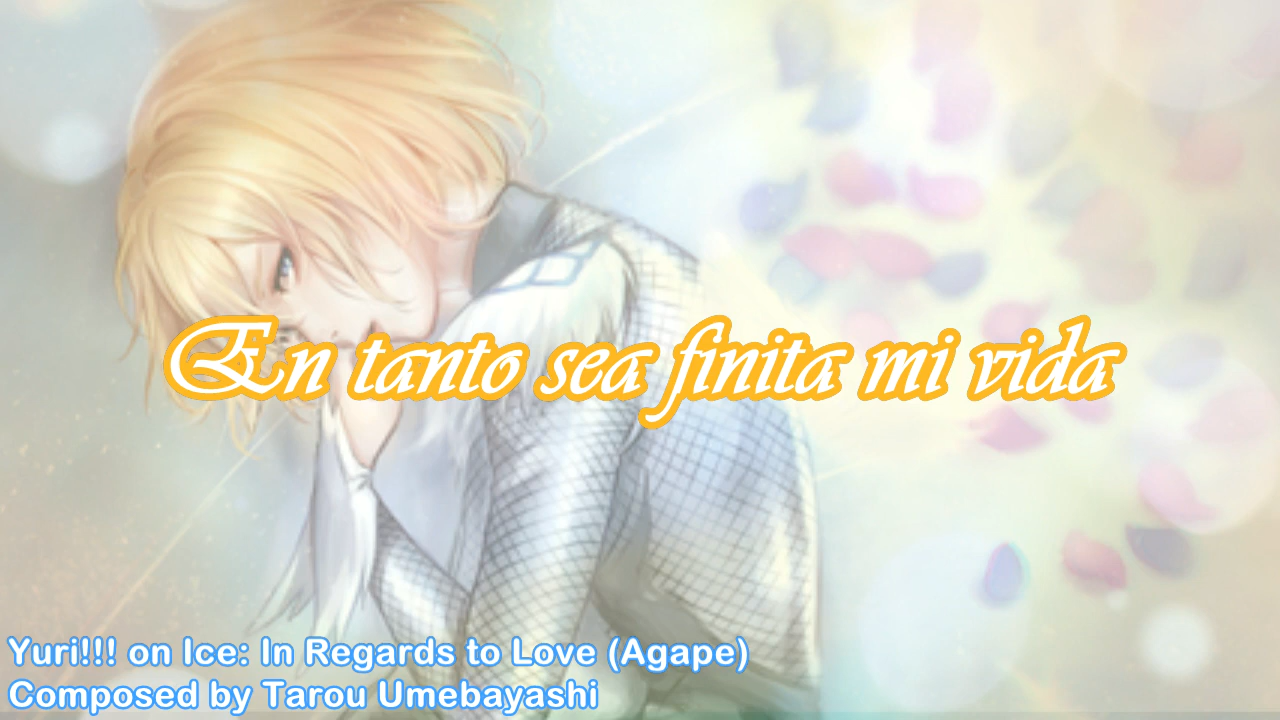 En tanto sea finita mi vida
Yuri!!! on Ice: In Regards to Love (Agape)
Composed by Tarou Umebayashi